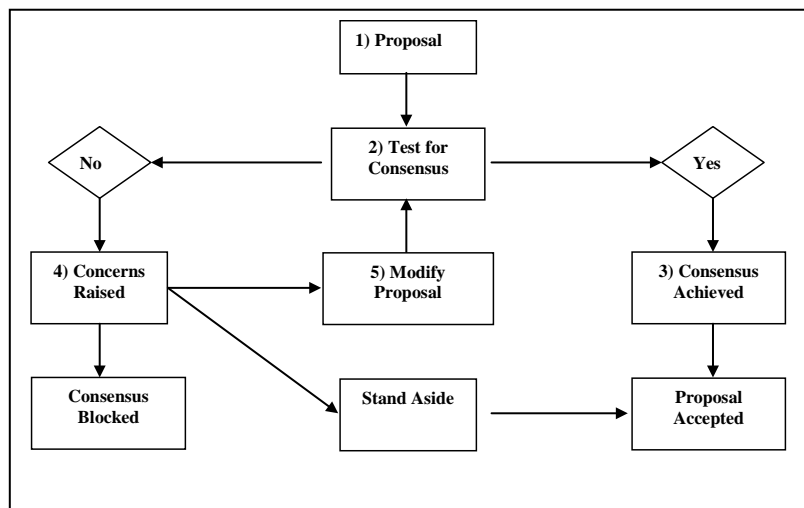 1) Proposal
No
2) Test for
Consensus
Yes
4) Concerns
Raised
5) Modify
Proposal
3) Consensus
Achieved
Consensus
Blocked
Stand Aside
Proposal
Accepted